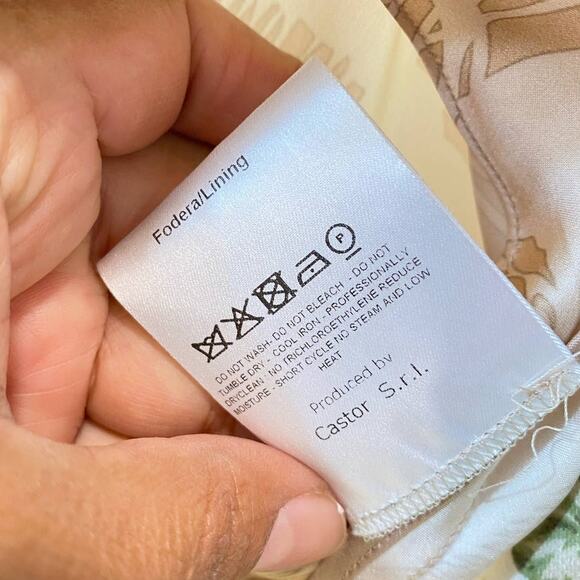 Fodera/Lining
P
DO NOT WASH- DO NOT BLEACH - DO NOT
TUMBLE DRY - COOL IRON - PROFESSIONALLY
DRYCLEAN : NO TRICHLOROETHYLENE REDUCE
MOISTURE - SHORT CYCLE NO STEAM AND LOW
HEAT
Produced by
Castor S.r.l.